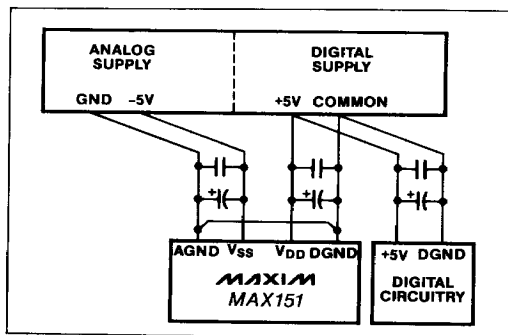 ANALOG SUPPLY
DIGITAL SUPPLY
GND -5V
+5V COMMON
+
+
+
AGND VSS VDD DGND
+5V DGND
MAXIM
MAX151
DIGITAL CIRCUITRY